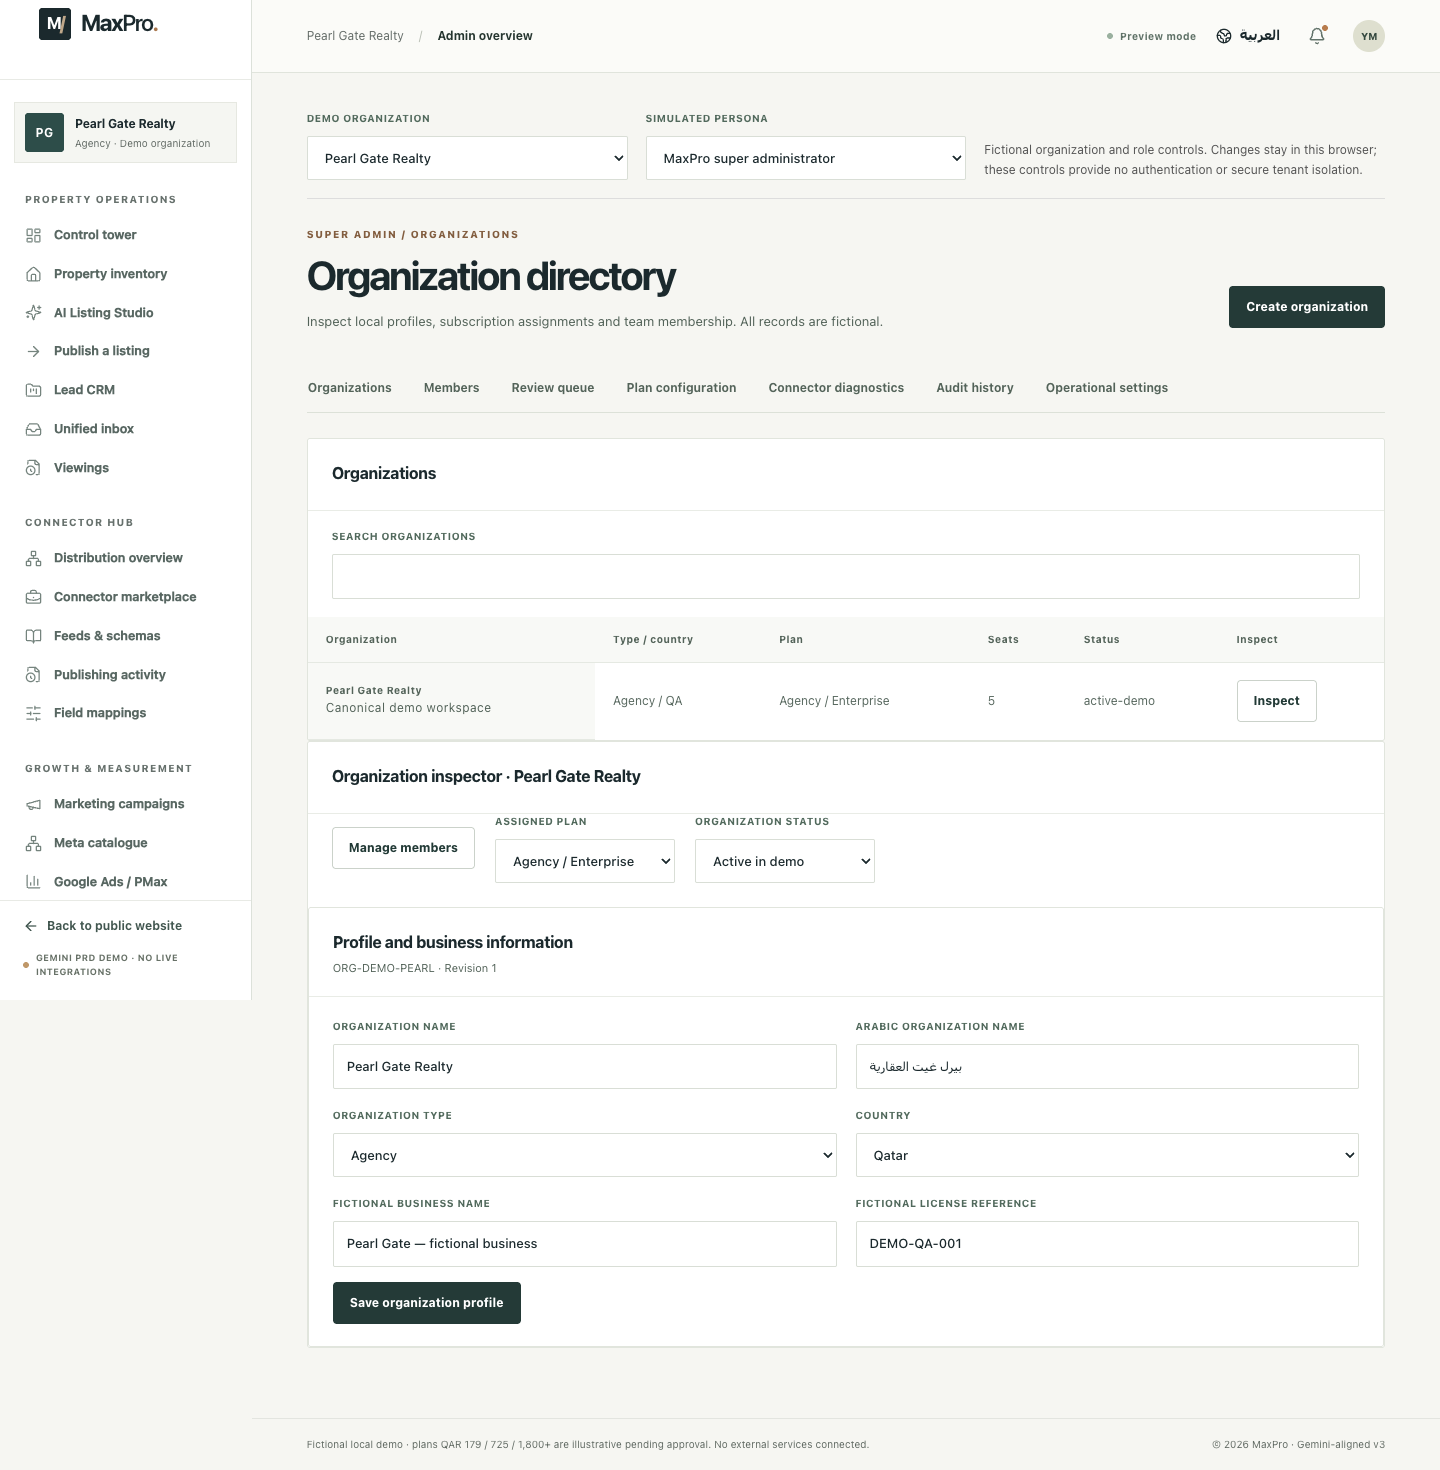 M/ MaxPro.
Pearl Gate Realty / Admin overview
Preview mode
العربية
YM
PG
Pearl Gate Realty
Agency · Demo organization
PROPERTY OPERATIONS
Control tower
Property inventory
AI Listing Studio
Publish a listing
Lead CRM
Unified inbox
Viewings
CONNECTOR HUB
Distribution overview
Connector marketplace
Feeds & schemas
Publishing activity
Field mappings
GROWTH & MEASUREMENT
Marketing campaigns
Meta catalogue
Google Ads / PMax
Back to public website
GEMINI PRD DEMO · NO LIVE
INTEGRATIONS
DEMO ORGANIZATION
Pearl Gate Realty
SIMULATED PERSONA
MaxPro super administrator
Fictional organization and role controls. Changes stay in this browser;
these controls provide no authentication or secure tenant isolation.
SUPER ADMIN / ORGANIZATIONS
Organization directory
Inspect local profiles, subscription assignments and team membership. All records are fictional.
Create organization
Organizations Members Review queue Plan configuration Connector diagnostics Audit history Operational settings
Organizations
SEARCH ORGANIZATIONS
Organization Type / country Plan Seats Status Inspect
Pearl Gate Realty
Canonical demo workspace
Agency / QA Agency / Enterprise 5 active-demo Inspect
Organization inspector · Pearl Gate Realty
Manage members
ASSIGNED PLAN
Agency / Enterprise
ORGANIZATION STATUS
Active in demo
Profile and business information
ORG-DEMO-PEARL · Revision 1
ORGANIZATION NAME
Pearl Gate Realty
ARABIC ORGANIZATION NAME
بيرل غيت العقارية
ORGANIZATION TYPE
Agency
COUNTRY
Qatar
FICTIONAL BUSINESS NAME
Pearl Gate — fictional business
FICTIONAL LICENSE REFERENCE
DEMO-QA-001
Save organization profile
Fictional local demo · plans QAR 179 / 725 / 1,800+ are illustrative pending approval. No external services connected.
© 2026 MaxPro · Gemini-aligned v3